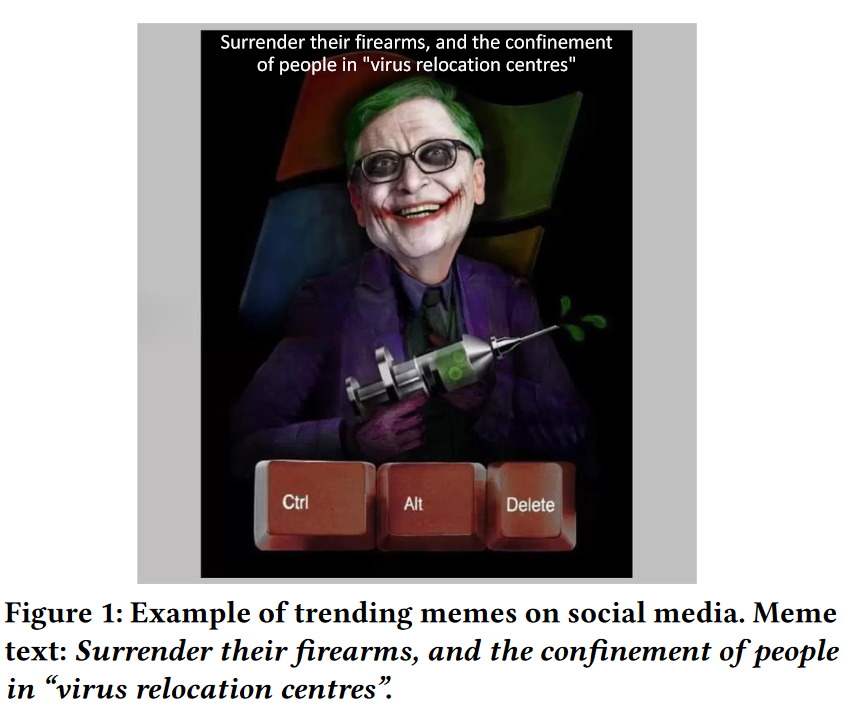 Surrender their firearms, and the confinement
of people in "virus relocation centres"
Ctrl
Alt
Delete
Figure 1: Example of trending memes on social media. Meme
text: Surrender their firearms, and the confinement of people
in “virus relocation centres”.